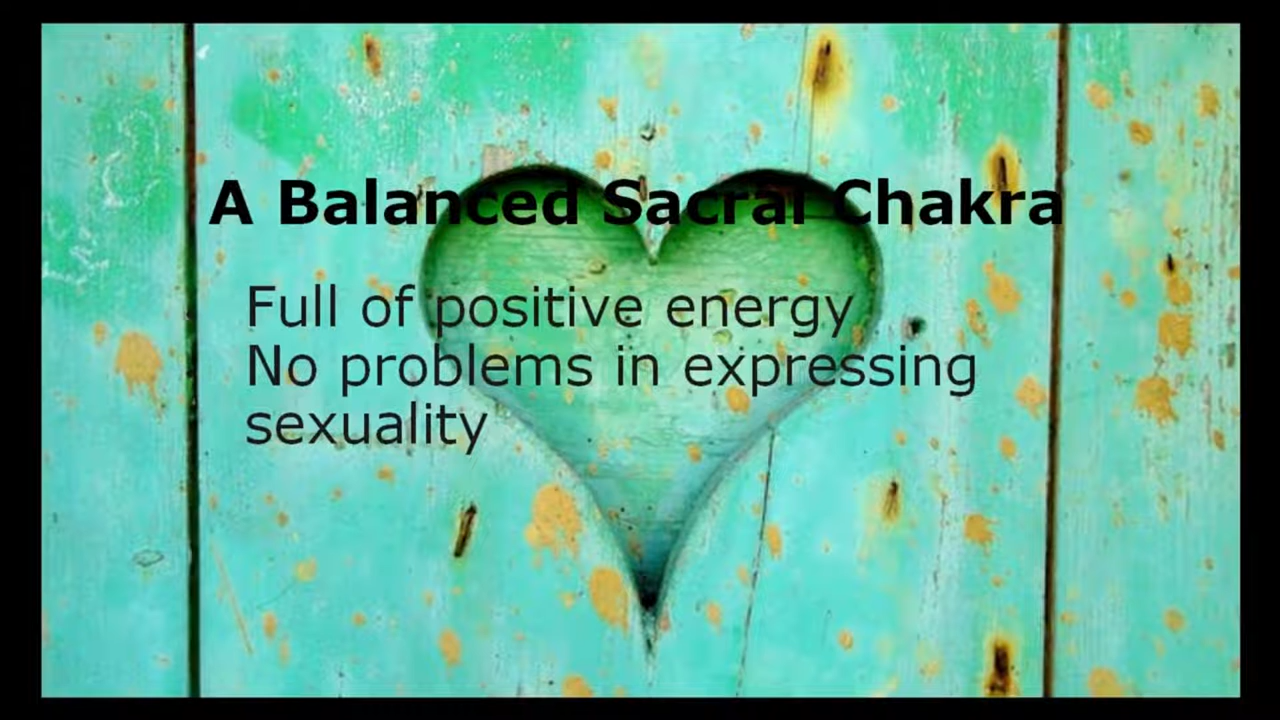 A Balanced Sacral Chakra
Full of positive energy
No problems in expressing
sexuality